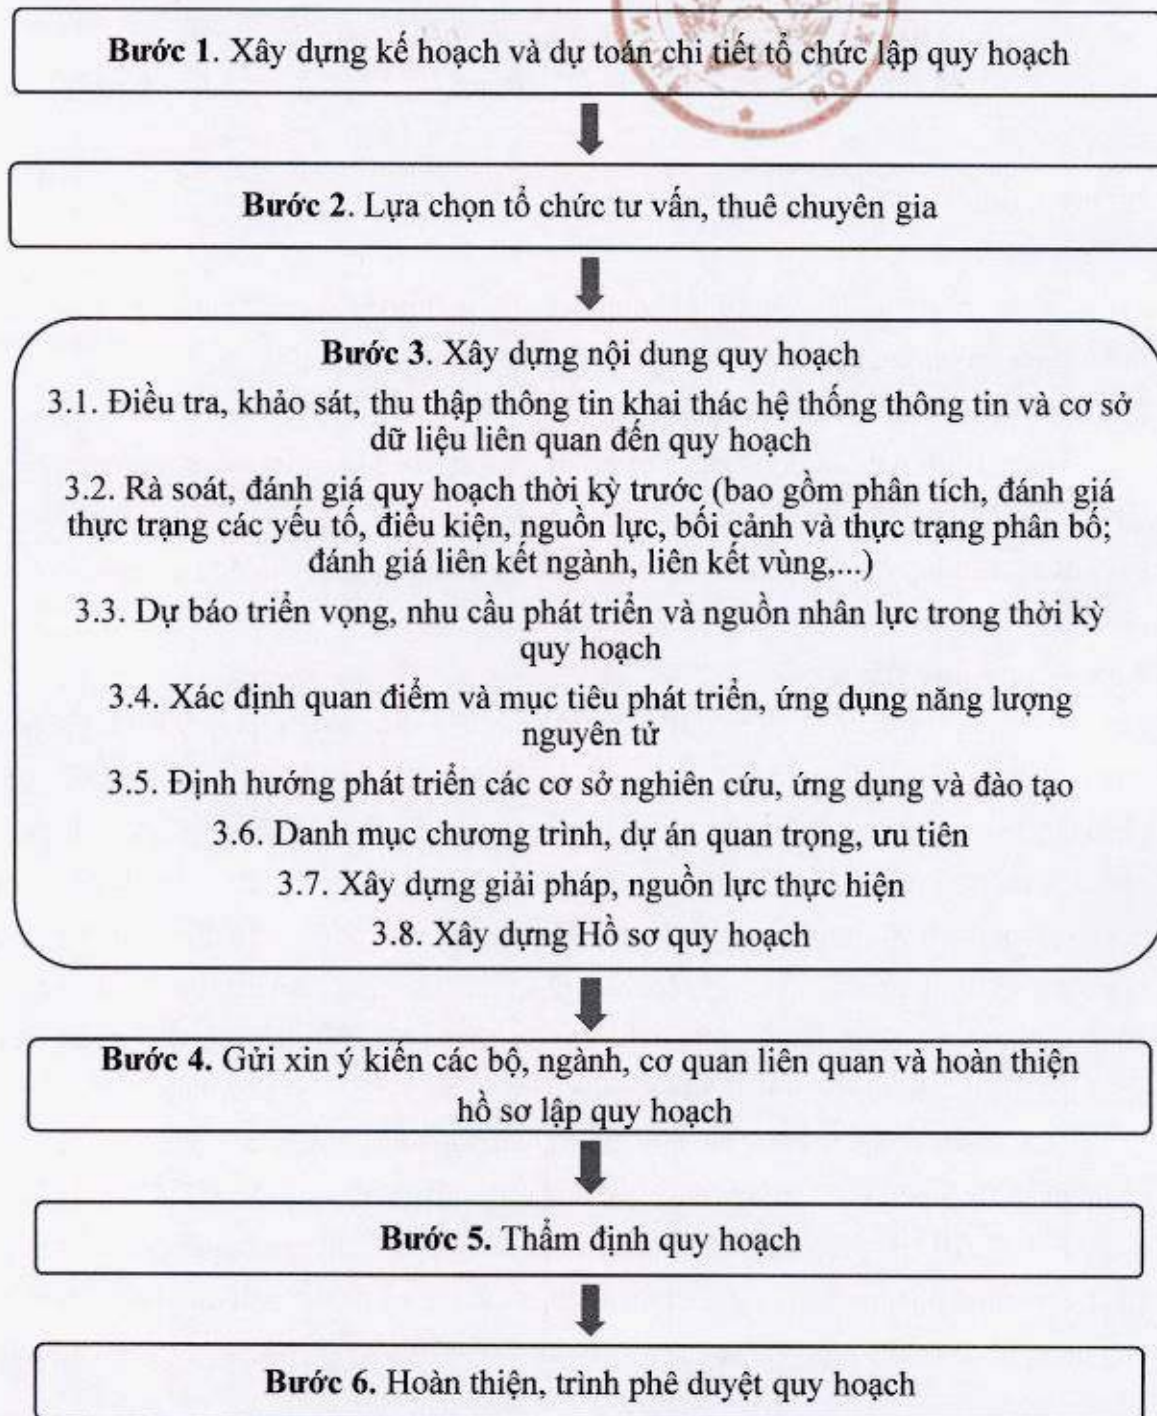 Bước 1. Xây dựng kế hoạch và dự toán chi tiết tổ chức lập quy hoạch
Bước 2. Lựa chọn tổ chức tư vấn, thuê chuyên gia
Bước 3. Xây dựng nội dung quy hoạch
3.1. Điều tra, khảo sát, thu thập thông tin khai thác hệ thống thông tin và cơ sở
dữ liệu liên quan đến quy hoạch
3.2. Rà soát, đánh giá quy hoạch thời kỳ trước (bao gồm phân tích, đánh giá
thực trạng các yếu tố, điều kiện, nguồn lực, bối cảnh và thực trạng phân bố;
đánh giá liên kết ngành, liên kết vùng,...)
3.3. Dự báo triển vọng, nhu cầu phát triển và nguồn nhân lực trong thời kỳ
quy hoạch
3.4. Xác định quan điểm và mục tiêu phát triển, ứng dụng năng lượng
nguyên tử
3.5. Định hướng phát triển các cơ sở nghiên cứu, ứng dụng và đào tạo
3.6. Danh mục chương trình, dự án quan trọng, ưu tiên
3.7. Xây dựng giải pháp, nguồn lực thực hiện
3.8. Xây dựng Hồ sơ quy hoạch
Bước 4. Gửi xin ý kiến các bộ, ngành, cơ quan liên quan và hoàn thiện
hồ sơ lập quy hoạch
Bước 5. Thẩm định quy hoạch
Bước 6. Hoàn thiện, trình phê duyệt quy hoạch